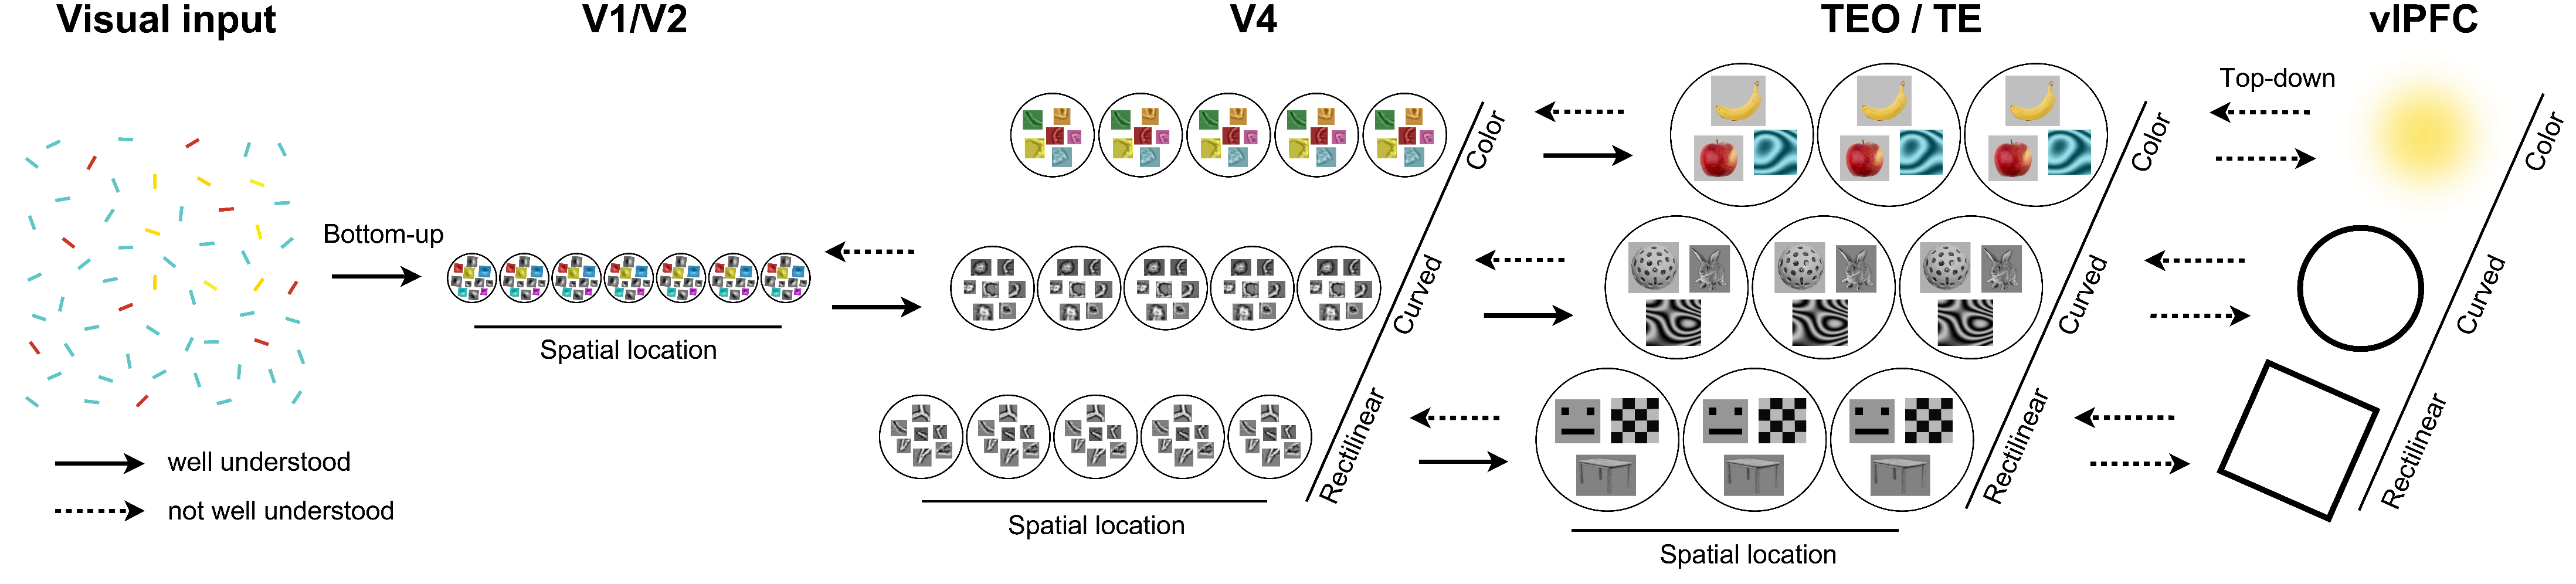 Visual input
V1/V2
V4
TEO / TE
vlPFC
Bottom-up
Top-down
Spatial location
Color
Curved
Rectilinear
Spatial location
Color
Curved
Rectilinear
Spatial location
Color
Curved
Rectilinear
well understood
not well understood